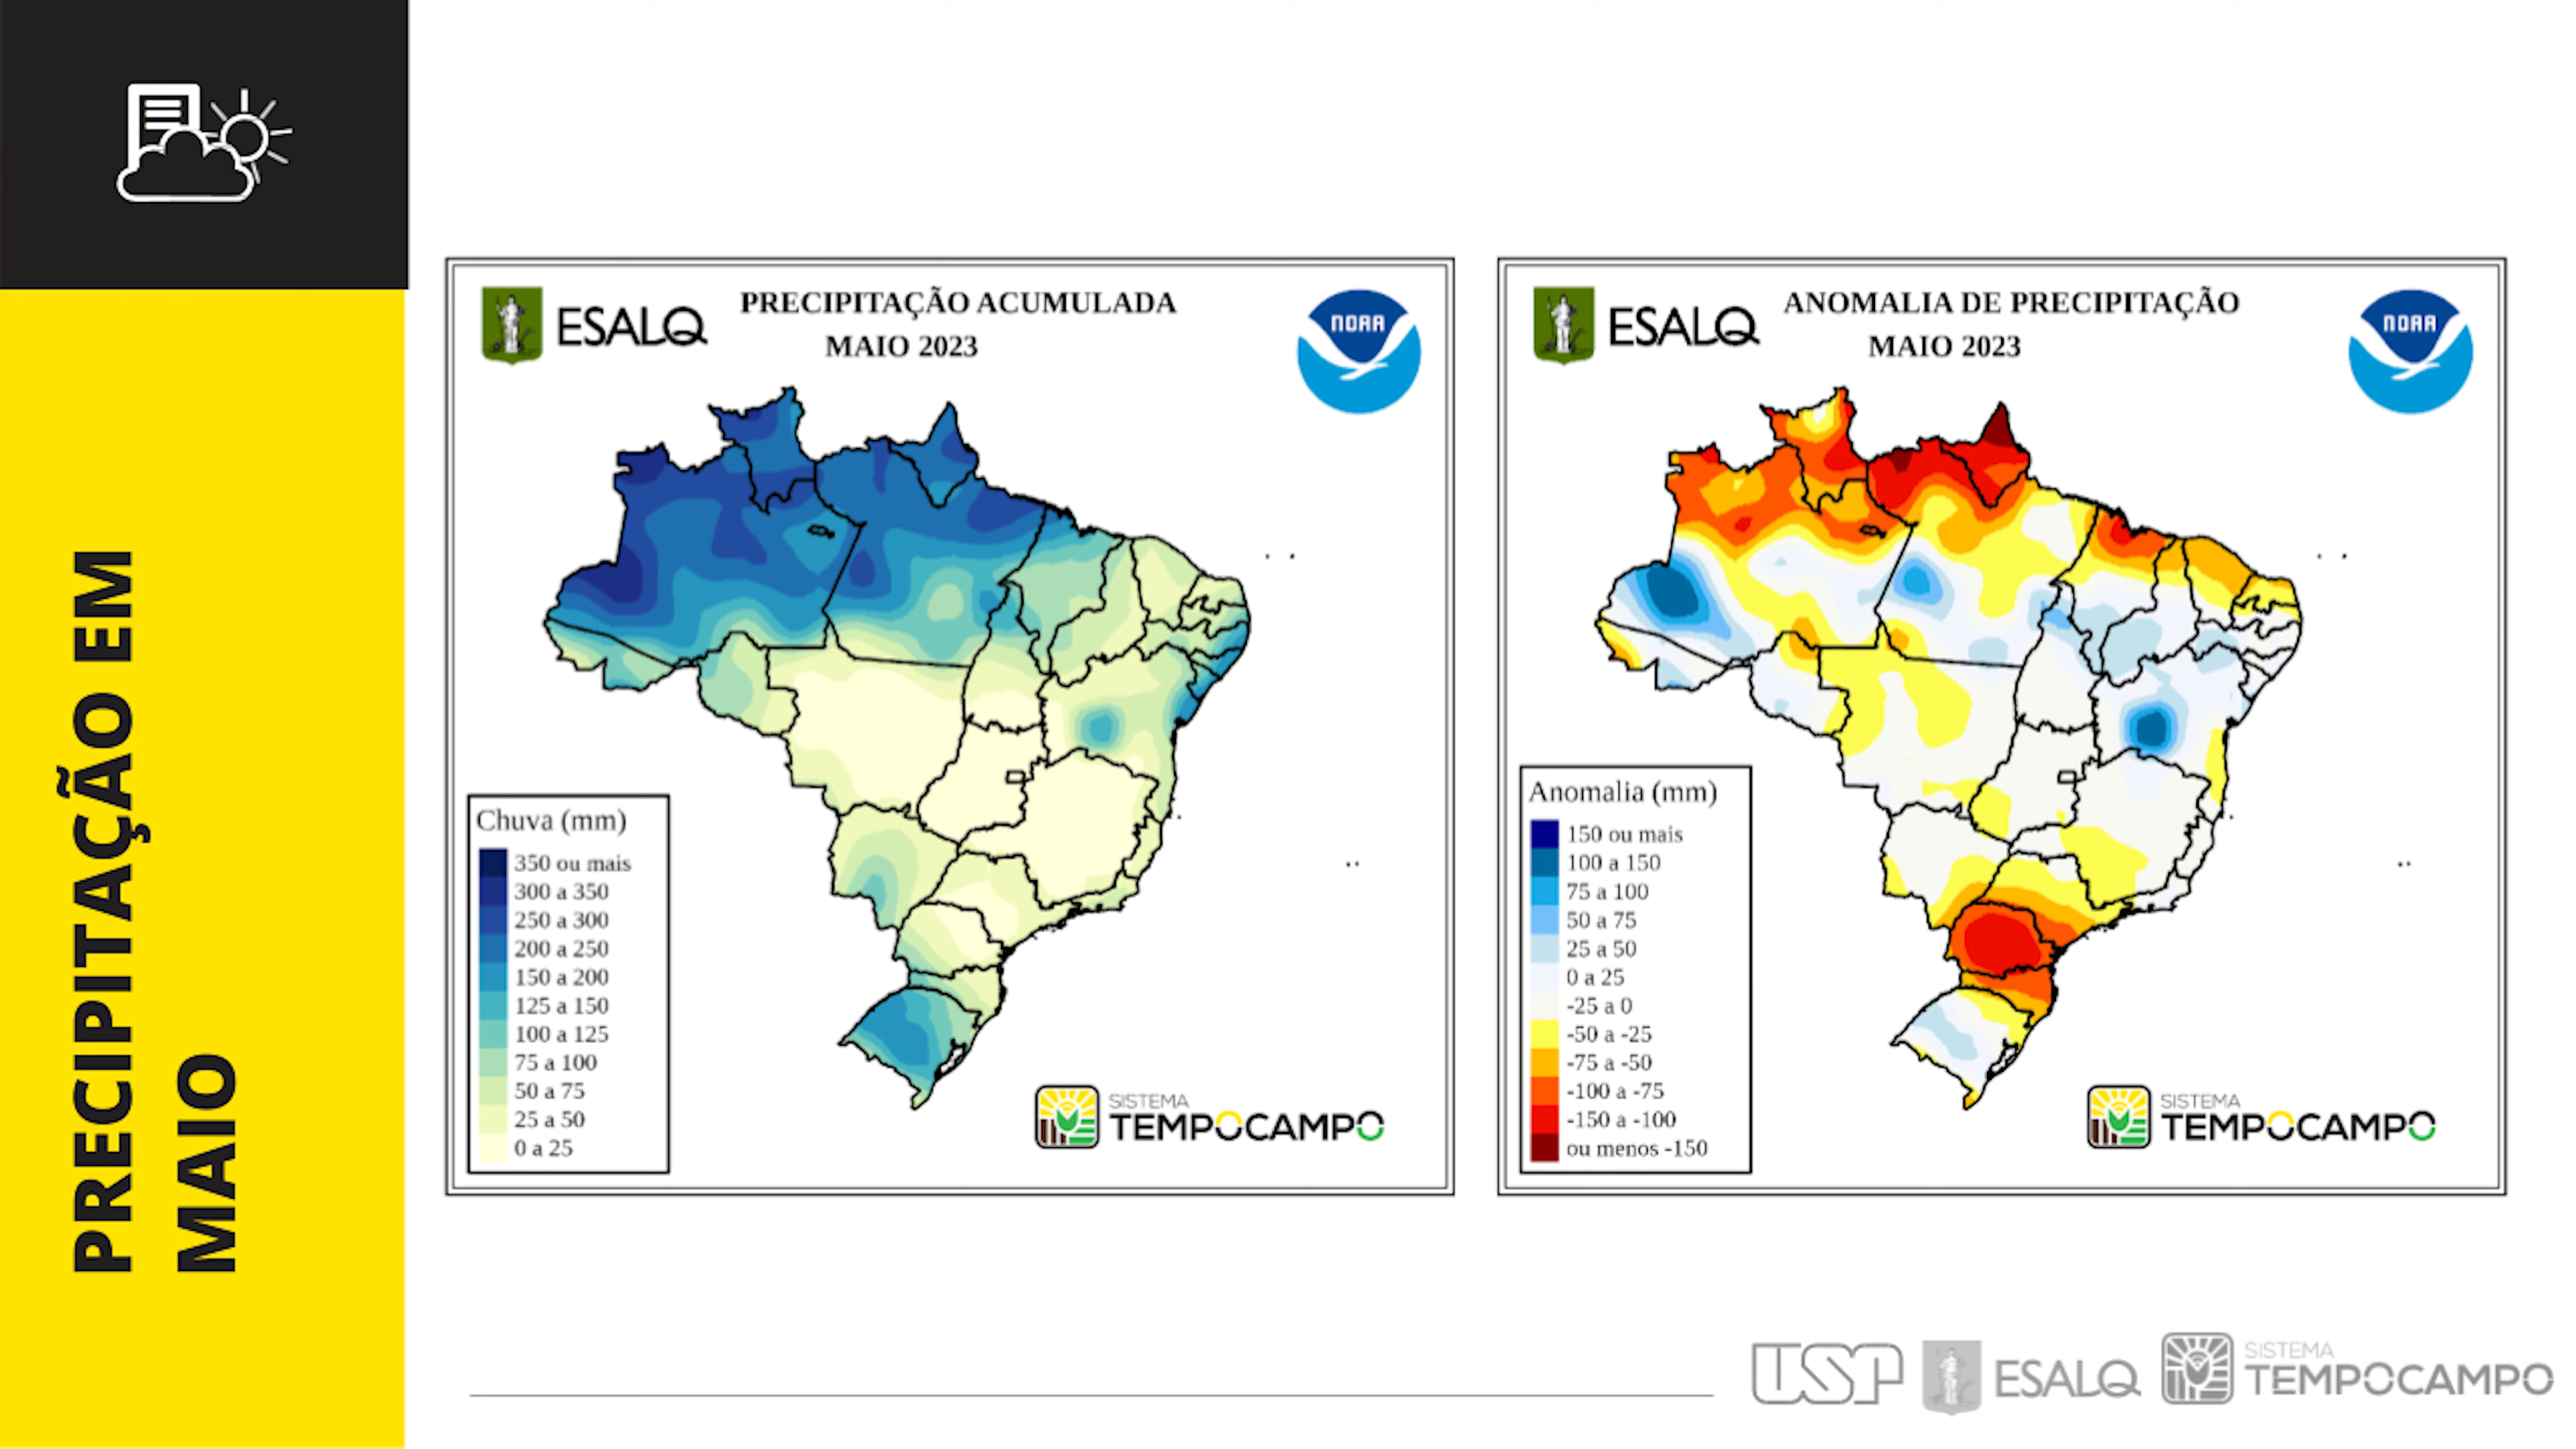 PRECIPITAÇÃO EM
MAIO
ESALQ
PRECIPITAÇÃO ACUMULADA
MAIO 2023
NOAA
Chuva (mm)
350 ou mais
300 a 350
250 a 300
200 a 250
150 a 200
125 a 150
100 a 125
75 a 100
50 a 75
25 a 50
0 a 25
SISTEMA
TEMPOCAMPO
ESALQ
ANOMALIA DE PRECIPITAÇÃO
MAIO 2023
NOAA
Anomalia (mm)
150 ou mais
100 a 150
75 a 100
50 a 75
25 a 50
0 a 25
-25 a 0
-50 a -25
-75 a -50
-100 a -75
-150 a -100
ou menos -150
SISTEMA
TEMPOCAMPO
USP
ESALQ
SISTEMA
TEMPOCAMPO